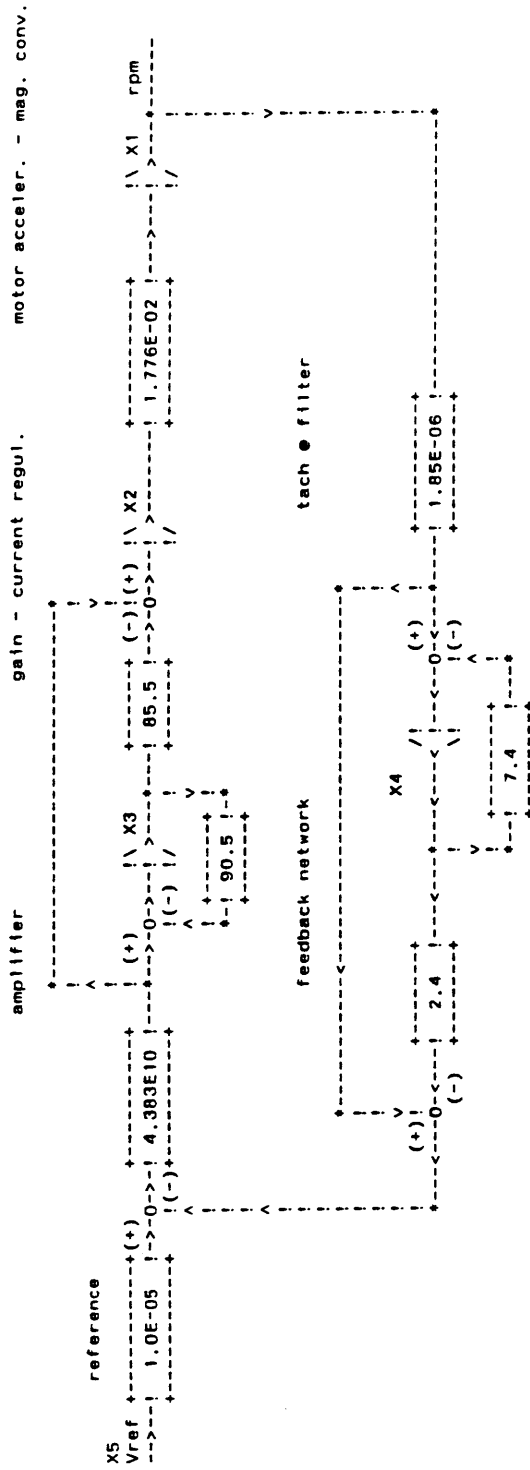 amplifier gain - current regul. motor acceler. - mag. conv.
reference
X5
Vref (+) (+) X3 (-) (+) X2 X1 rpm
1.0E-05 4.383E10 85.5 1.776E-02
(-) (-)
90.5
feedback network tach @ filter
X4
(+) (+)
2.4 1.85E-06
(-) (-)
7.4